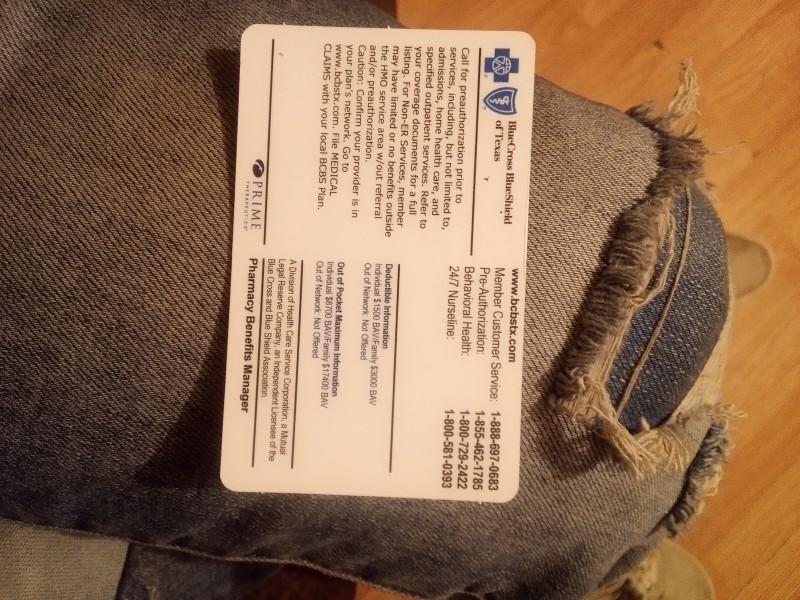 BlueCross BlueShield
of Texas
Call for preauthorization prior to
services, including, but not limited to,
admissions, home health care, and
specified outpatient services. Refer to
your coverage documents for a full
listing. For Non-ER Services, member
may have limited or no benefits outside
the HMO service area w/out referral
and/or preauthorization.
Caution: Confirm your provider is in
your plan's network. Go to
www.bcbstx.com. File MEDICAL
CLAIMS with your local BCBS Plan.
PRIME
THERAPEUTICS
www.bcbstx.com
Member Customer Service: 1-888-697-0683
Pre-Authorization: 1-855-462-1785
Behavioral Health: 1-800-729-2422
24/7 Nurseline: 1-800-581-0393
Deductible Information
Individual $1500 BAV/Family $3000 BAV
Out of Network: Not Offered
Out of Pocket Maximum Information
Individual $8700 BAV/Family $17400 BAV
Out of Network: Not Offered
A Division of Health Care Service Corporation, a Mutual
Legal Reserve Company, an Independent Licensee of the
Blue Cross and Blue Shield Association
Pharmacy Benefits Manager